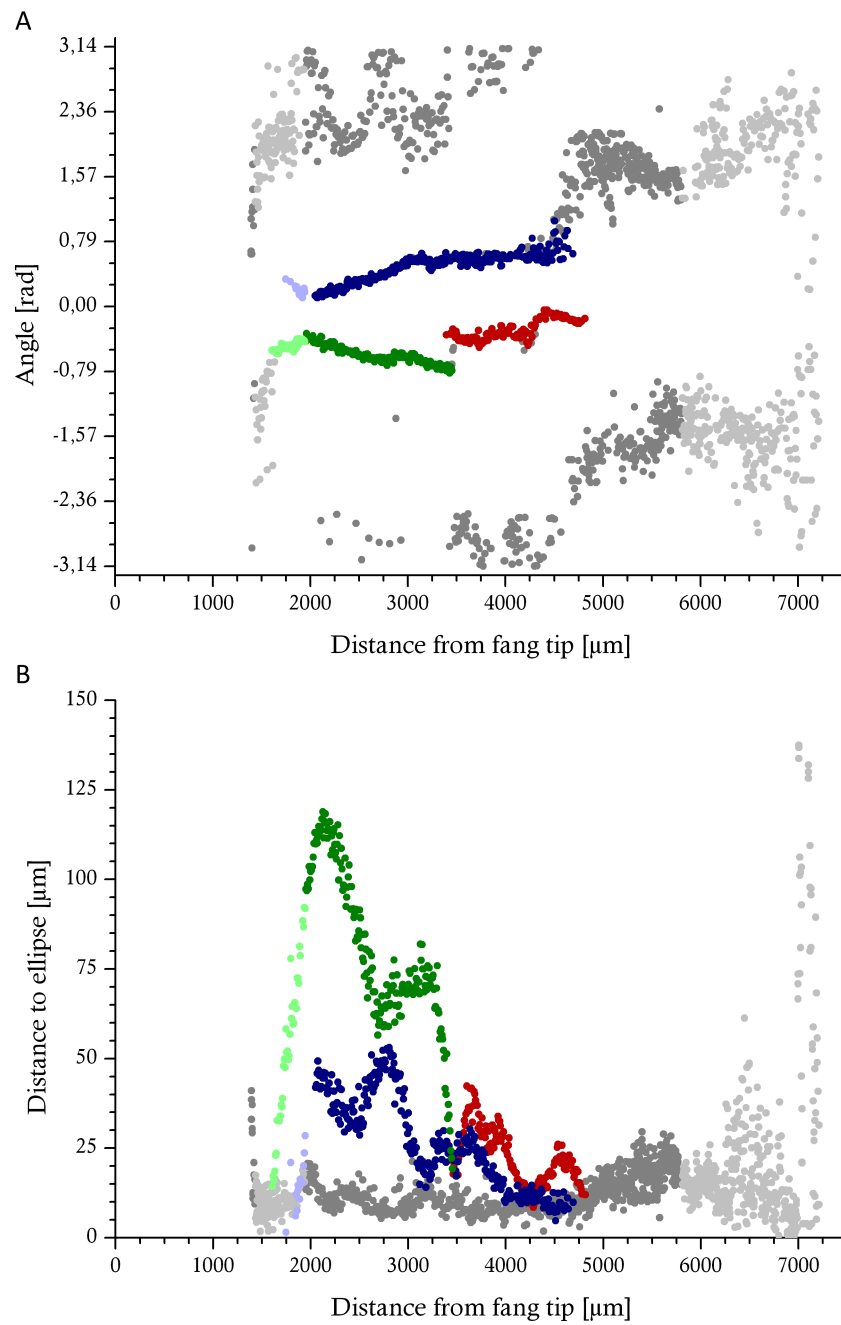 A
3,14
2,36
1,57
0,79
0,00
-0,79
-1,57
-2,36
-3,14
Angle [rad]
0 1000 2000 3000 4000 5000 6000 7000
Distance from fang tip [µm]
B
150
125
100
75
50
25
0
Distance to ellipse [µm]
0 1000 2000 3000 4000 5000 6000 7000
Distance from fang tip [µm]